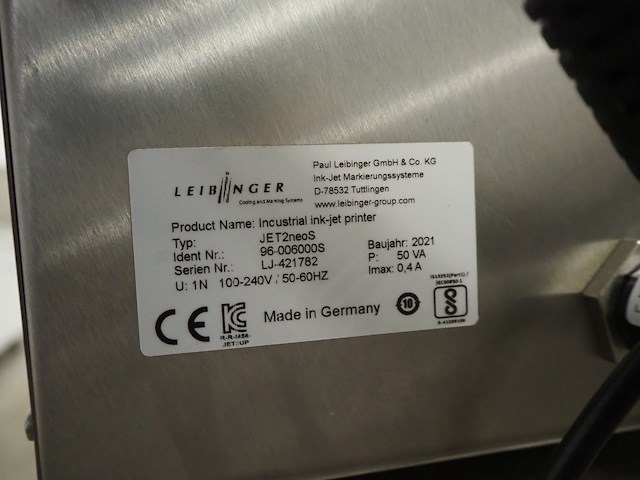 LEIBINGER
Coding and Marking Systems
Paul Leibinger GmbH & Co. KG
Ink-Jet Markierungssysteme
D-78532 Tuttlingen
www.leibinger-group.com
Product Name: Incustrial ink-jet printer
Typ: JET2neoS
Ident Nr.: 96-006000S
Serien Nr.: LJ-421782
U: 1N 100-240V / 50-60HZ
Baujahr: 2021
P: 50 VA
Imax: 0,4 A
CE
Made in Germany
10